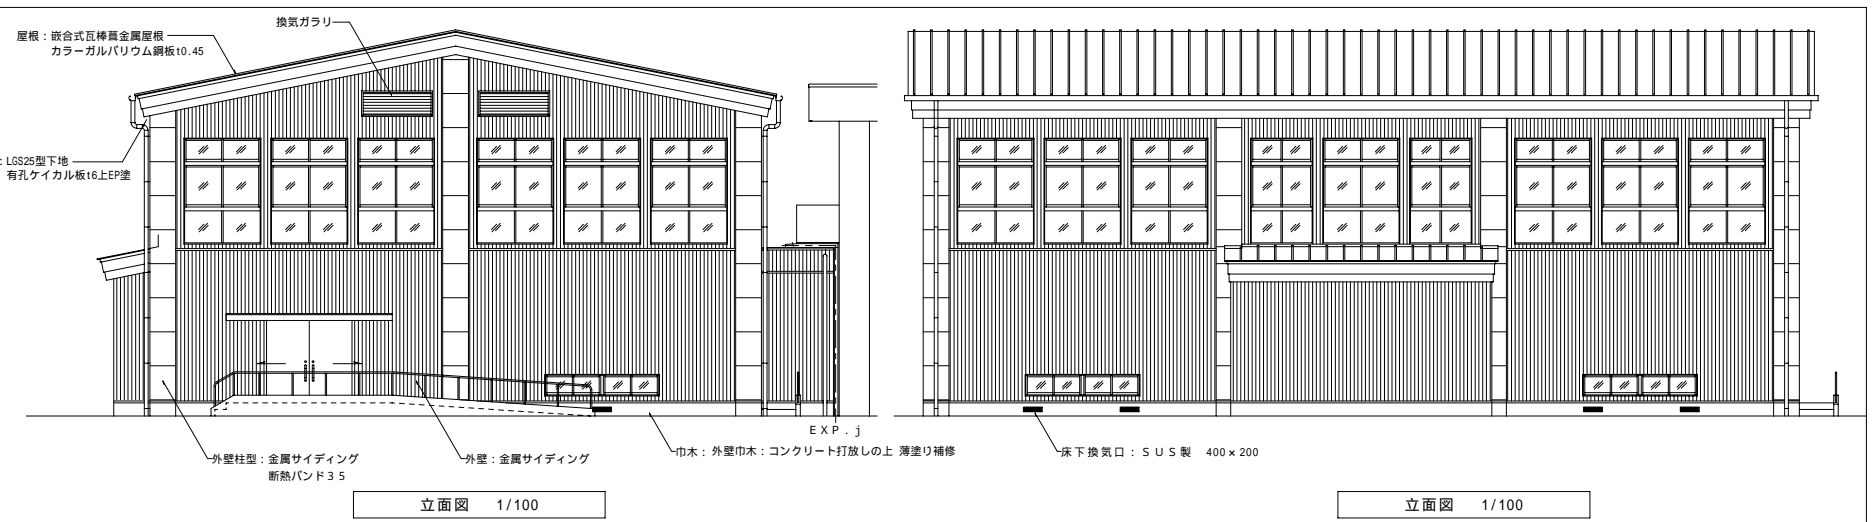 換気ガラリ
屋根：嵌合式瓦棒葺金属屋根
カラーガルバリウム鋼板t0.45
：LGS25型下地
有孔ケイカル板t6上EP塗
EXP.j
外壁柱型：金属サイディング
断熱バンド35
外壁：金属サイディング
巾木：外壁巾木：コンクリート打放しの上 薄塗り補修
床下換気口：SUS製 400×200
立面図 1/100
立面図 1/100